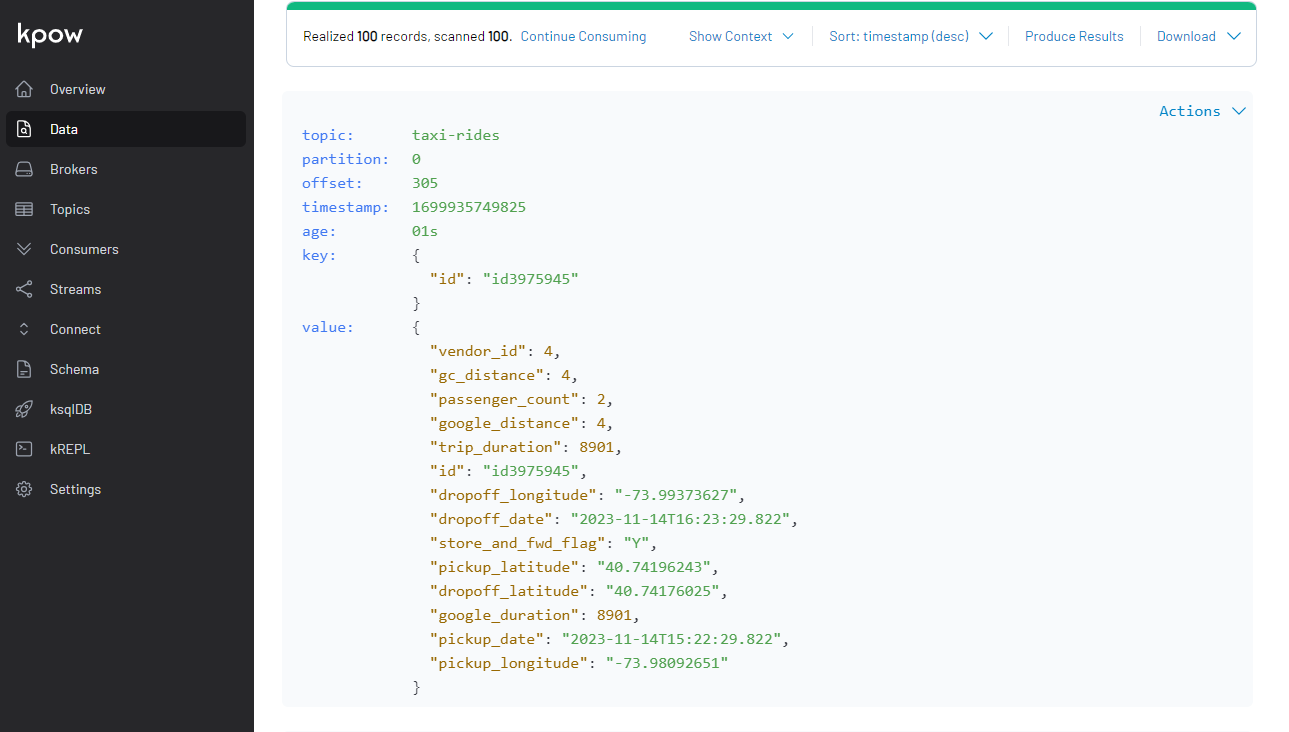 kpow
Overview
Data
Brokers
Topics
Consumers
Streams
Connect
Schema
ksqlDB
kREPL
Settings
Realized 100 records, scanned 100. Continue Consuming Show Context Sort: timestamp (desc) Produce Results Download
Actions
topic: taxi-rides
partition: 0
offset: 305
timestamp: 1699935749825
age: 01s
key: {
"id": "id3975945"
}
value: {
"vendor_id": 4,
"gc_distance": 4,
"passenger_count": 2,
"google_distance": 4,
"trip_duration": 8901,
"id": "id3975945",
"dropoff_longitude": "-73.99373627",
"dropoff_date": "2023-11-14T16:23:29.822",
"store_and_fwd_flag": "Y",
"pickup_latitude": "40.74196243",
"dropoff_latitude": "40.74176025",
"google_duration": 8901,
"pickup_date": "2023-11-14T15:22:29.822",
"pickup_longitude": "-73.98092651"
}